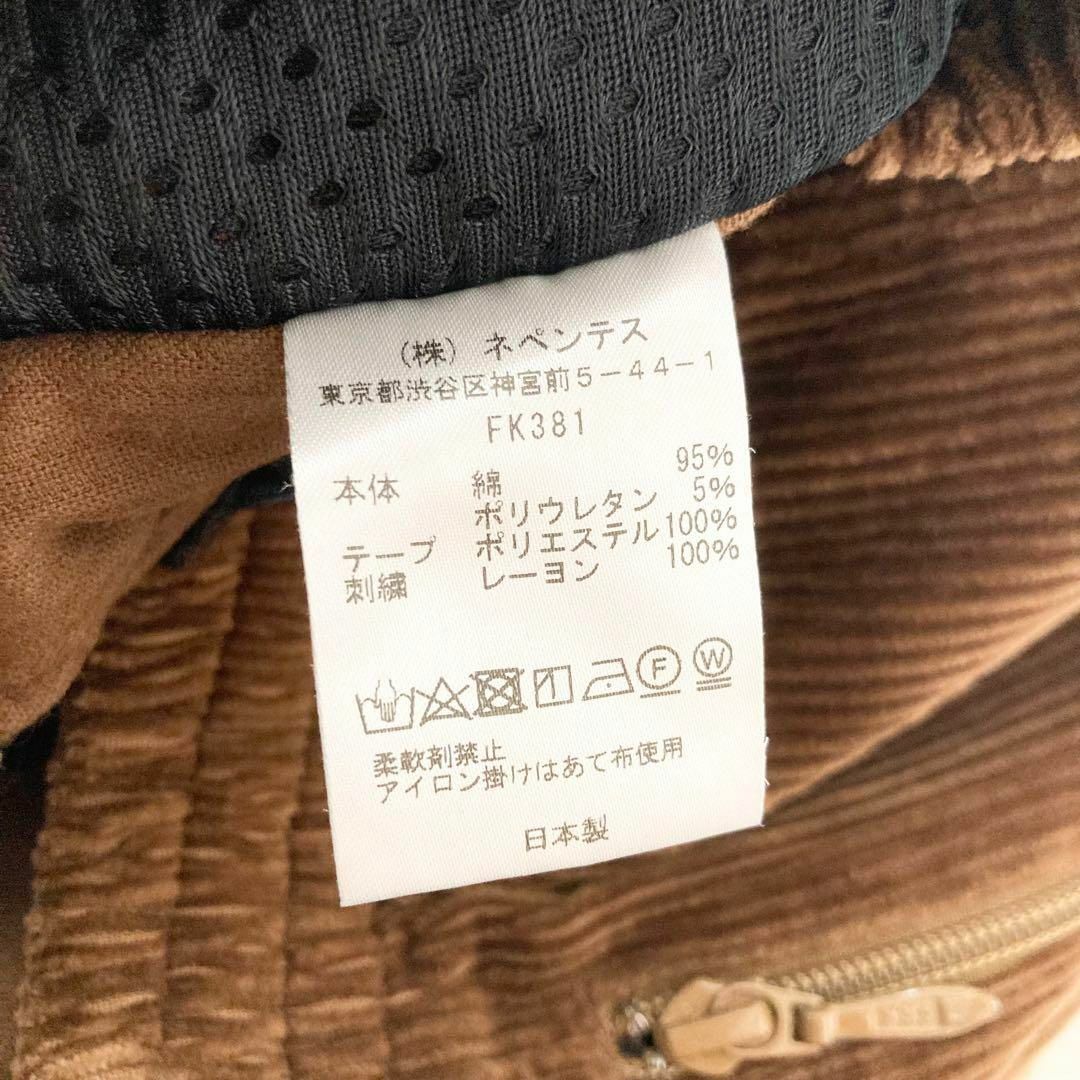 (株) ネペンテス
東京都渋谷区神宮前5-44-1
FK381
本体 綿 95%
ポリウレタン 5%
テープ ポリエステル 100%
刺繍 レーヨン 100%
F W
柔軟剤禁止
アイロン掛けはあて布使用
日本製